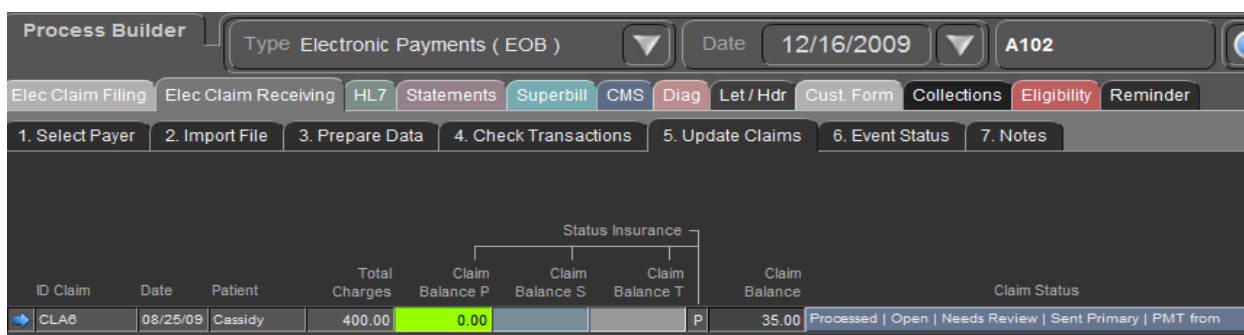 Process Builder
Type Electronic Payments ( EOB ) Date 12/16/2009 A102
Elec Claim Filing Elec Claim Receiving HL7 Statements Superbill CMS Diag Let / Hdr Cust. Form Collections Eligibility Reminder
1. Select Payer 2. Import File 3. Prepare Data 4. Check Transactions 5. Update Claims 6. Event Status 7. Notes
Status Insurance
Total Claim Claim Claim Claim
ID Claim Date Patient Charges Balance P Balance S Balance T Balance Claim Status
CLA6 08/25/09 Cassidy 400.00 0.00 P 35.00 Processed | Open | Needs Review | Sent Primary | PMT from